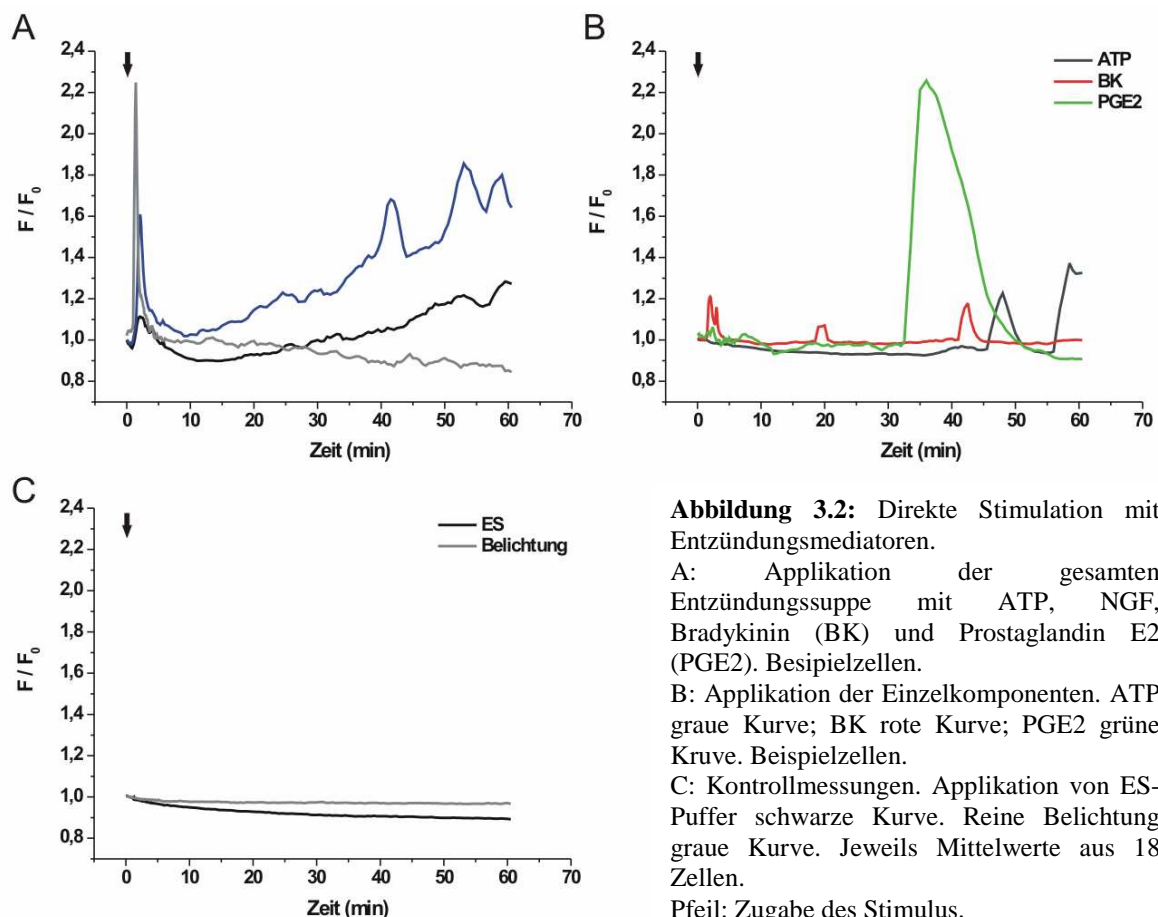 A
2,4
2,2
2,0
1,8
1,6
1,4
1,2
1,0
0,8
F / F0
0 10 20 30 40 50 60 70
Zeit (min)
B
2,4
2,2
2,0
1,8
1,6
1,4
1,2
1,0
0,8
F / F0
ATP
BK
PGE2
0 10 20 30 40 50 60 70
Zeit (min)
C
2,4
2,2
2,0
1,8
1,6
1,4
1,2
1,0
0,8
F / F0
ES
Belichtung
0 10 20 30 40 50 60 70
Zeit (min)
Abbildung 3.2: Direkte Stimulation mit
Entzündungsmediatoren.
A: Applikation der gesamten
Entzündungssuppe mit ATP, NGF,
Bradykinin (BK) und Prostaglandin E2
(PGE2). Besipielzellen.
B: Applikation der Einzelkomponenten. ATP
graue Kurve; BK rote Kurve; PGE2 grüne
Kruve. Beispielzellen.
C: Kontrollmessungen. Applikation von ES-
Puffer schwarze Kurve. Reine Belichtung
graue Kurve. Jeweils Mittelwerte aus 18
Zellen.
Pfeil: Zugabe des Stimulus.